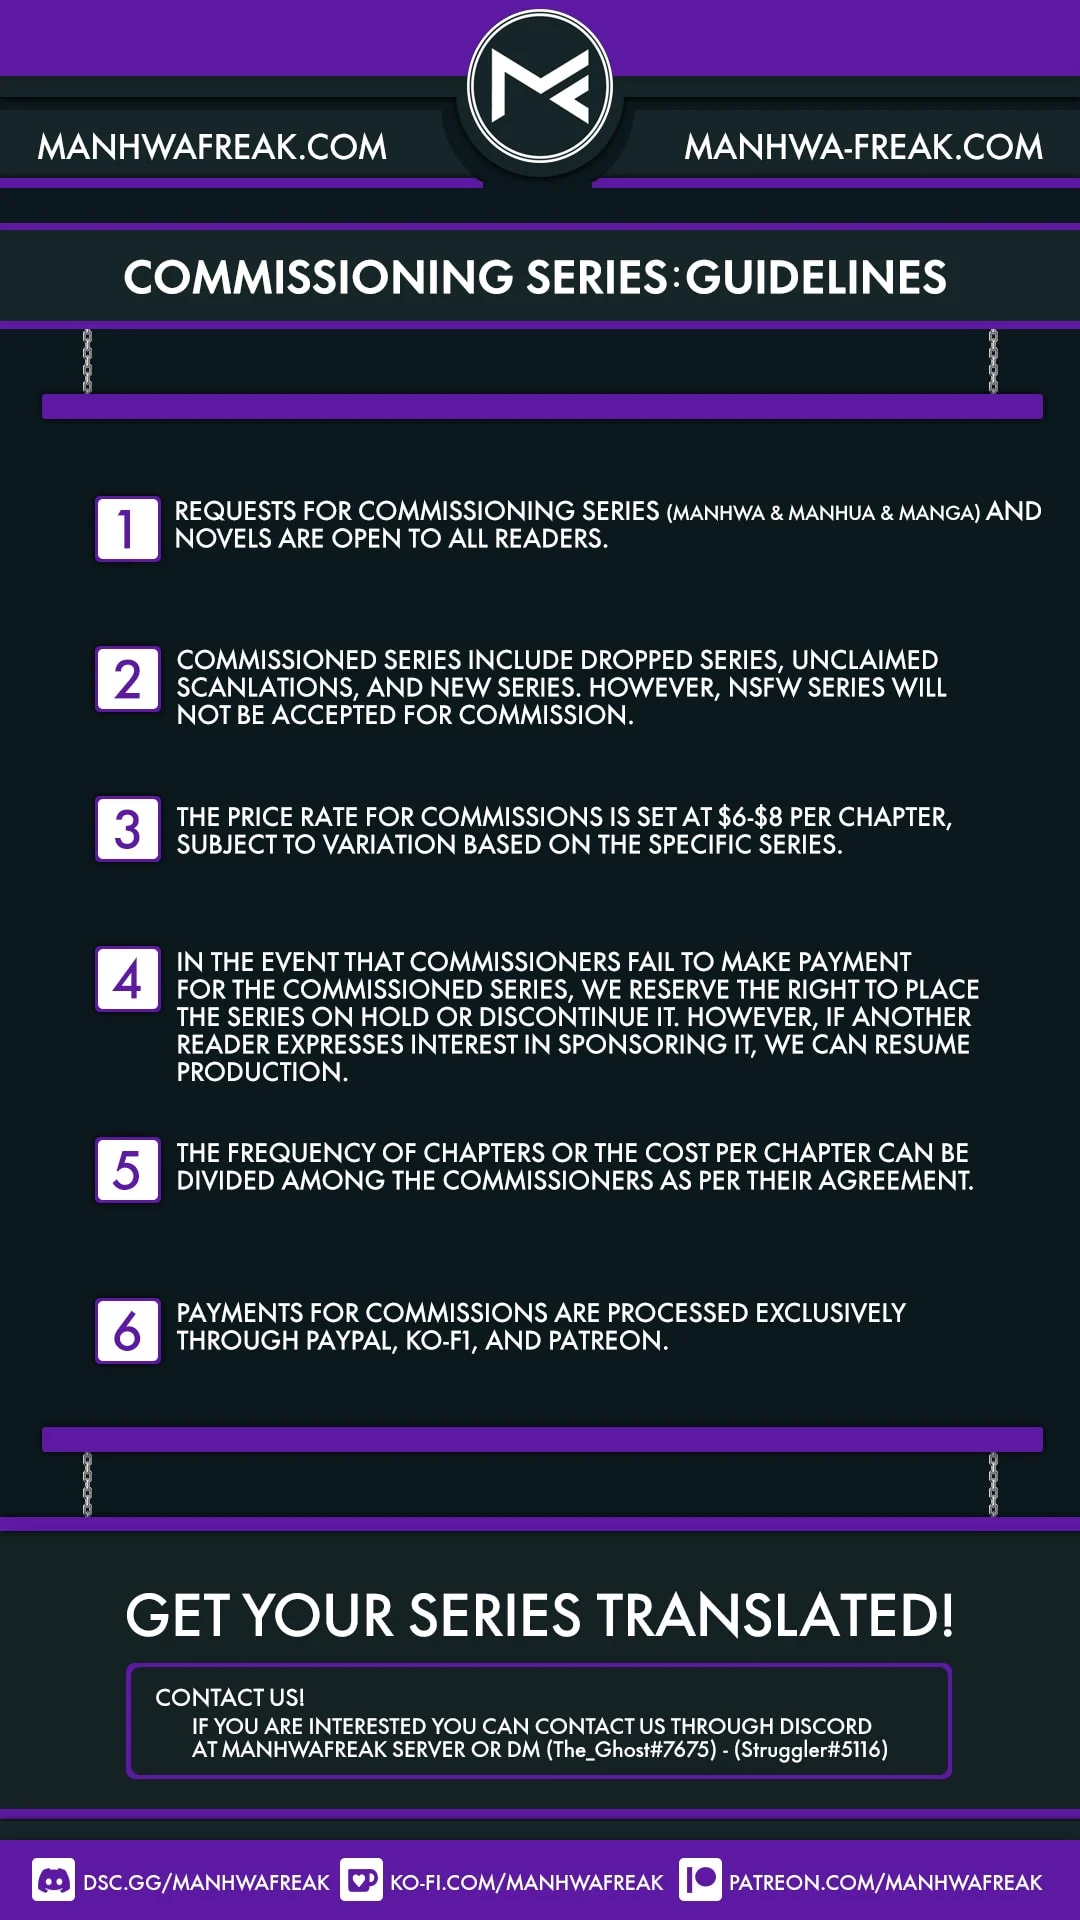 MANHWAFREAK.COM
MANHWA-FREAK.COM
COMMISSIONING SERIES:GUIDELINES
1
REQUESTS FOR COMMISSIONING SERIES (MANHWA & MANHUA & MANGA) AND
NOVELS ARE OPEN TO ALL READERS.
2
COMMISSIONED SERIES INCLUDE DROPPED SERIES, UNCLAIMED
SCANLATIONS, AND NEW SERIES. HOWEVER, NSFW SERIES WILL
NOT BE ACCEPTED FOR COMMISSION.
3
THE PRICE RATE FOR COMMISSIONS IS SET AT $6-$8 PER CHAPTER,
SUBJECT TO VARIATION BASED ON THE SPECIFIC SERIES.
4
IN THE EVENT THAT COMMISSIONERS FAIL TO MAKE PAYMENT
FOR THE COMMISSIONED SERIES, WE RESERVE THE RIGHT TO PLACE
THE SERIES ON HOLD OR DISCONTINUE IT. HOWEVER, IF ANOTHER
READER EXPRESSES INTEREST IN SPONSORING IT, WE CAN RESUME
PRODUCTION.
5
THE FREQUENCY OF CHAPTERS OR THE COST PER CHAPTER CAN BE
DIVIDED AMONG THE COMMISSIONERS AS PER THEIR AGREEMENT.
6
PAYMENTS FOR COMMISSIONS ARE PROCESSED EXCLUSIVELY
THROUGH PAYPAL, KO-F1, AND PATREON.
GET YOUR SERIES TRANSLATED!
CONTACT US!
IF YOU ARE INTERESTED YOU CAN CONTACT US THROUGH DISCORD
AT MANHWAFREAK SERVER OR DM (The_Ghost#7675) - (Struggler#5116)
DSC.GG/MANHWAFREAK
KO-FI.COM/MANHWAFREAK
PATREON.COM/MANHWAFREAK